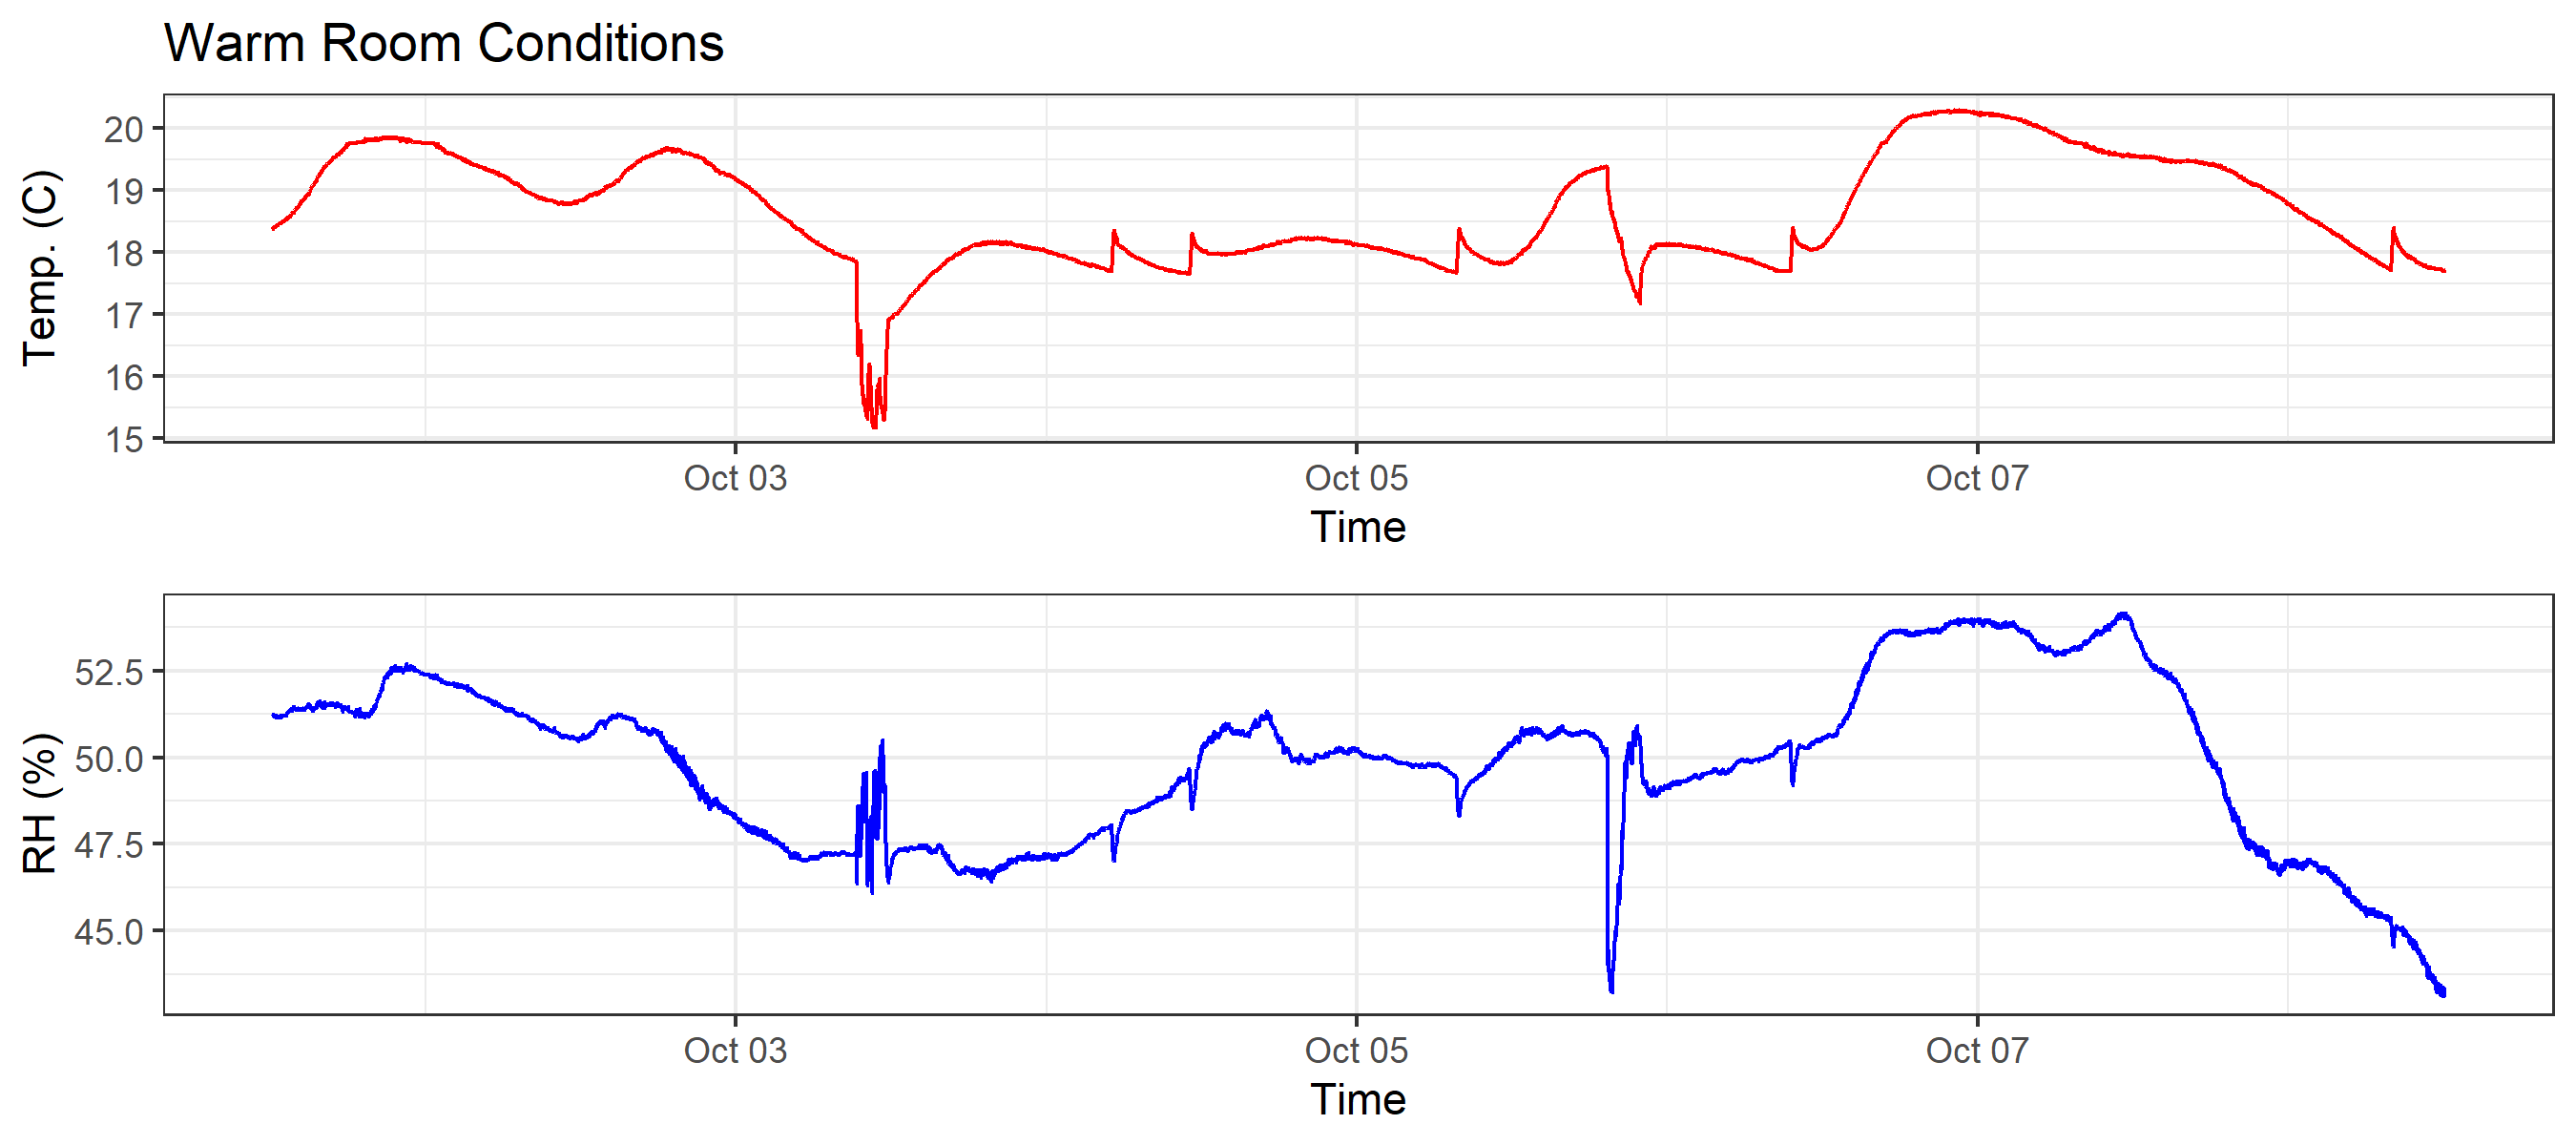 Warm Room Conditions
Temp. (C)
20
19
18
17
16
15
Oct 03 Oct 05 Oct 07
Time
RH (%)
52.5
50.0
47.5
45.0
Oct 03 Oct 05 Oct 07
Time